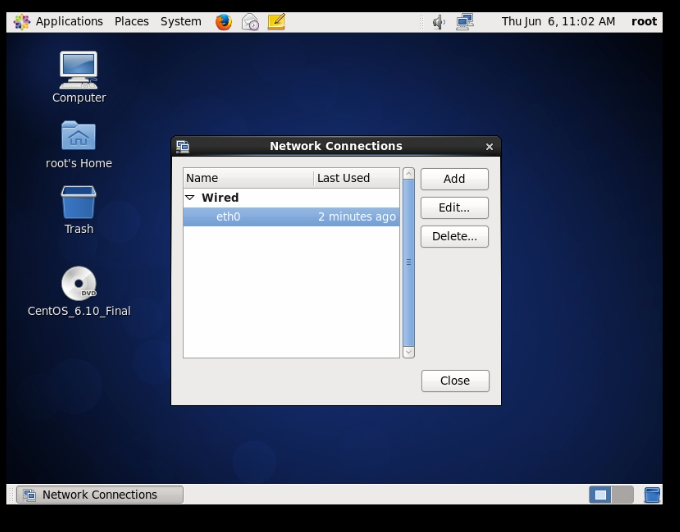 Applications Places System Thu Jun 6, 11:02 AM root
Computer
root's Home
Trash
DVD
CentOS_6.10_Final
Network Connections
Name Last Used
Wired
eth0 2 minutes ago
Add
Edit...
Delete...
Close
Network Connections